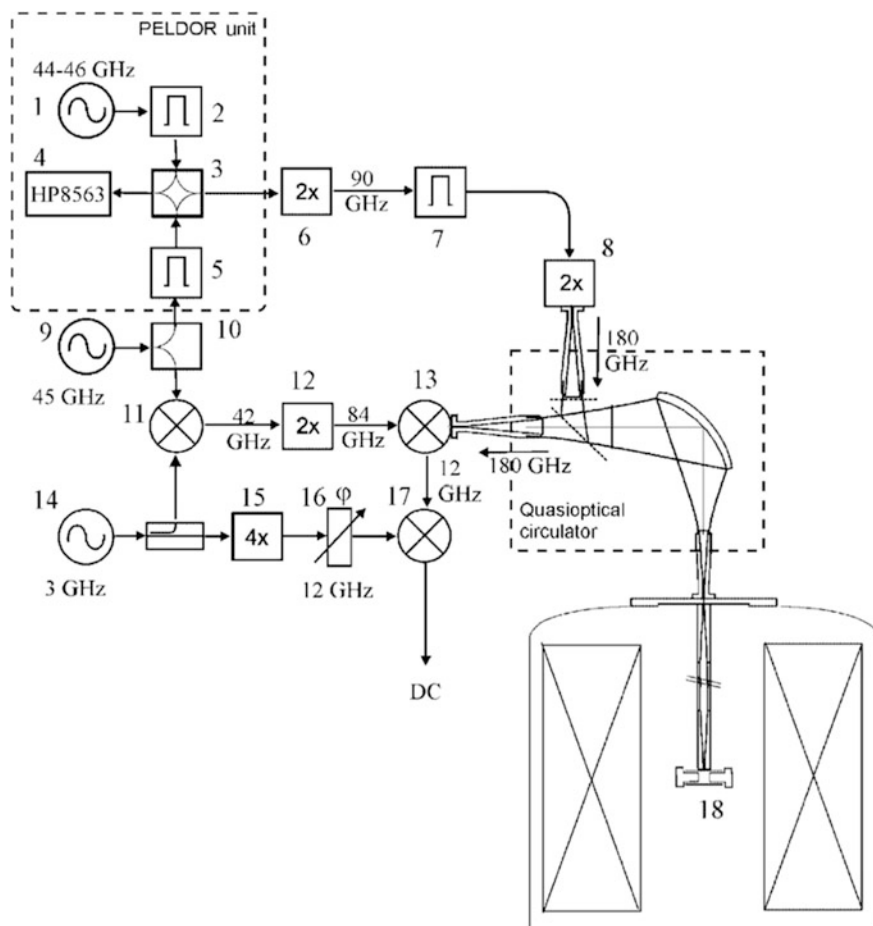 PELDOR unit
44-46 GHz
1
2
4
3
HP8563
2x
90
GHz
6
7
8
2x
5
9
10
180
GHz
45 GHz
12
13
11
42
GHz
2x
84
GHz
180 GHz
12
GHz
14
15
16
φ
17
4x
Quasioptical
circulator
3 GHz
12 GHz
DC
18